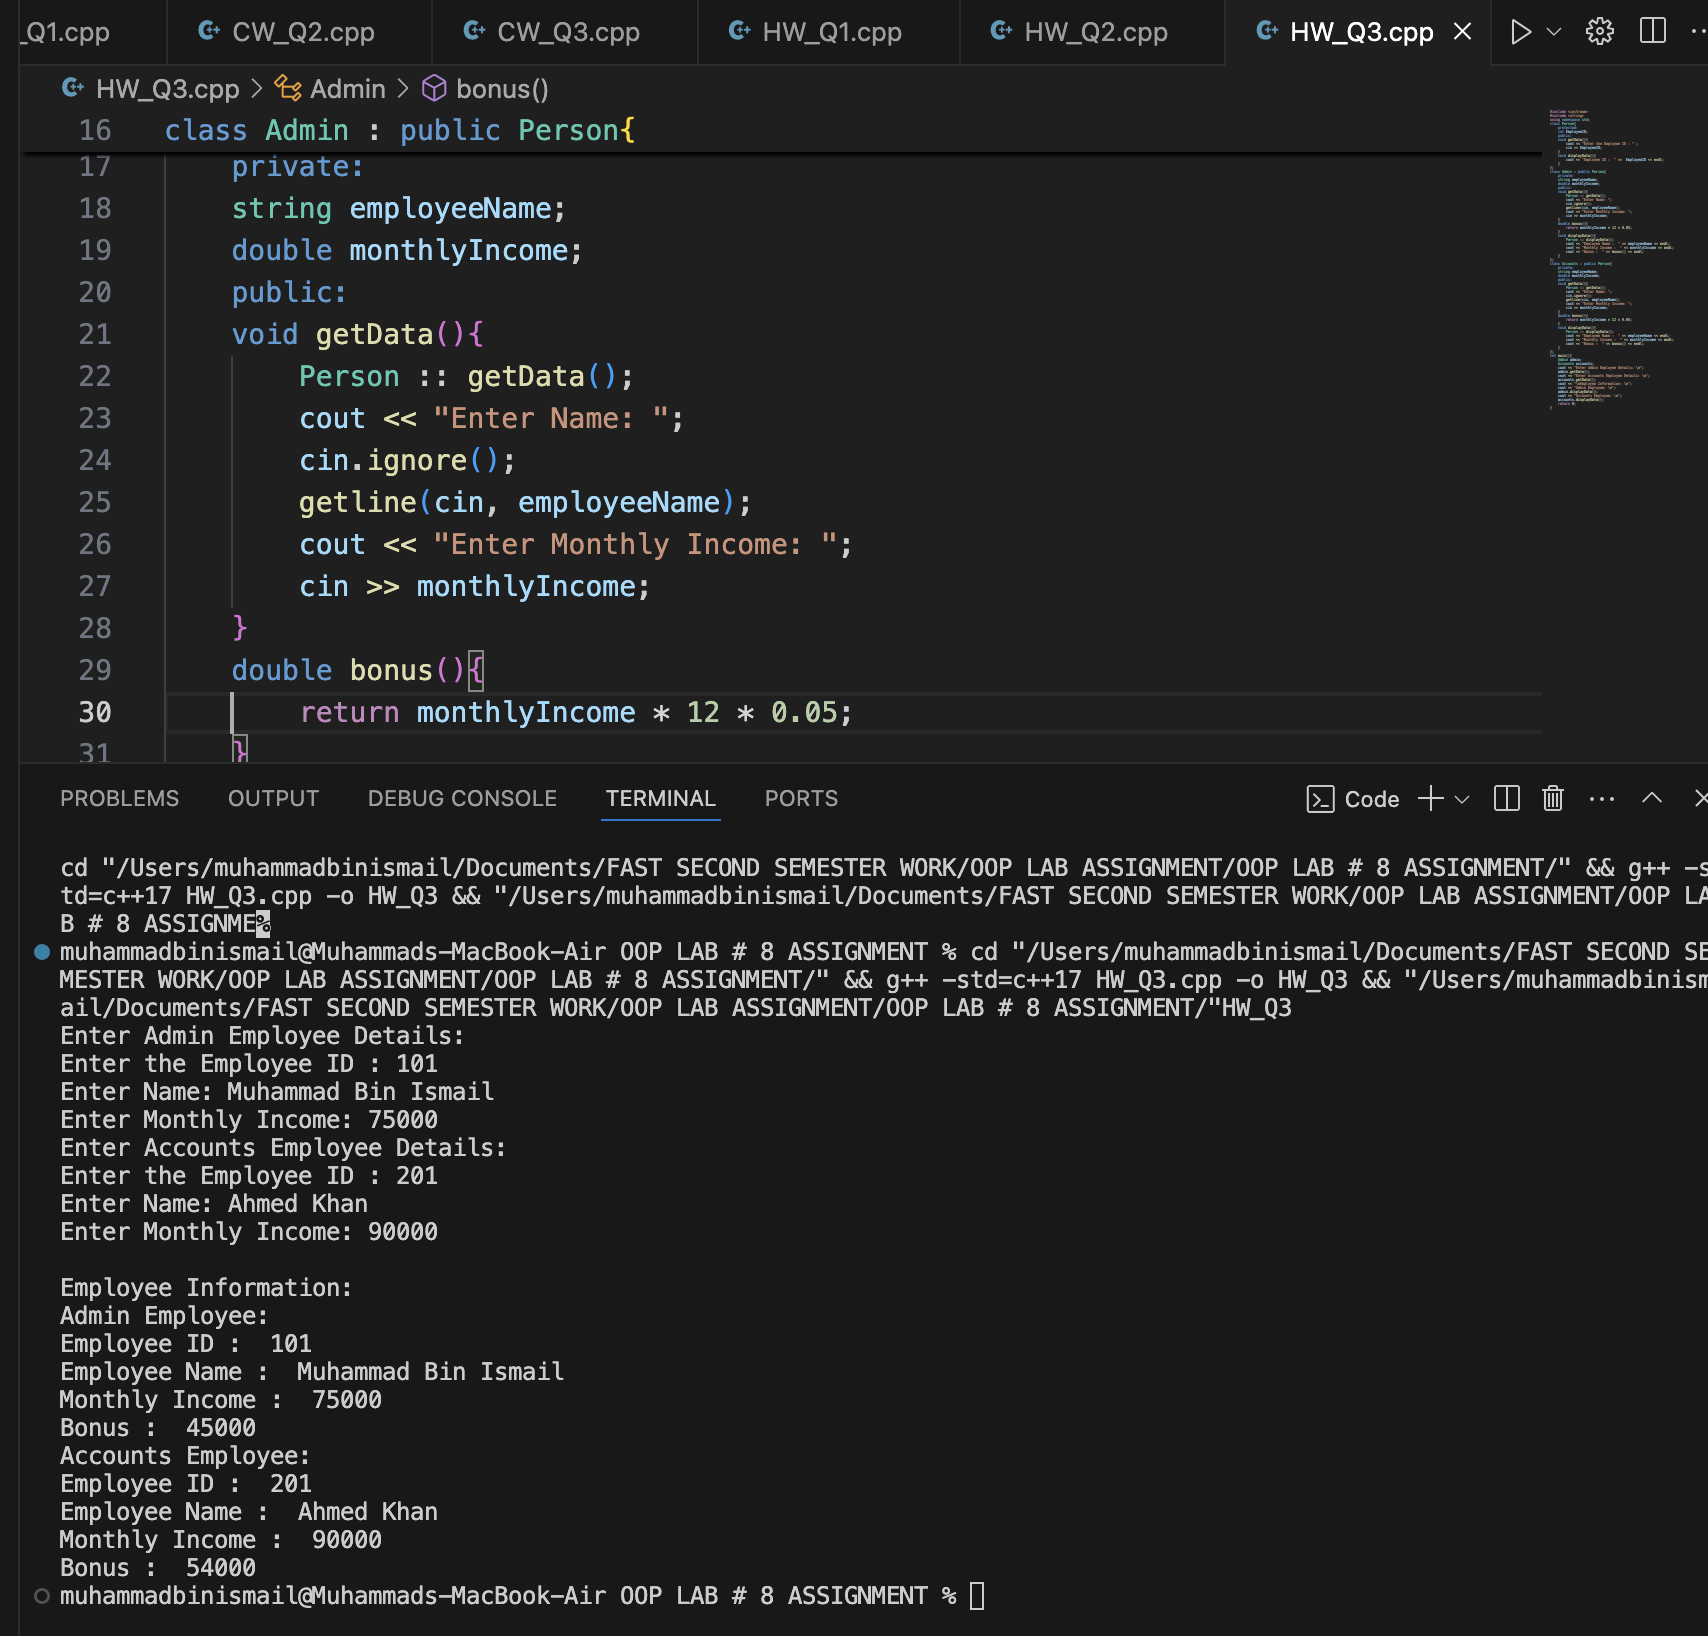 _Q1.cpp CW_Q2.cpp CW_Q3.cpp HW_Q1.cpp HW_Q2.cpp HW_Q3.cpp
HW_Q3.cpp > Admin > bonus()
16 class Admin : public Person{
17 private:
18 string employeeName;
19 double monthlyIncome;
20 public:
21 void getData(){
22 Person :: getData();
23 cout << "Enter Name: ";
24 cin.ignore();
25 getline(cin, employeeName);
26 cout << "Enter Monthly Income: ";
27 cin >> monthlyIncome;
28 }
29 double bonus(){
30 return monthlyIncome * 12 * 0.05;
31 }
PROBLEMS OUTPUT DEBUG CONSOLE TERMINAL PORTS Code
cd "/Users/muhammadbinismail/Documents/FAST SECOND SEMESTER WORK/OOP LAB ASSIGNMENT/OOP LAB # 8 ASSIGNMENT/" && g++ -s
td=c++17 HW_Q3.cpp -o HW_Q3 && "/Users/muhammadbinismail/Documents/FAST SECOND SEMESTER WORK/OOP LAB ASSIGNMENT/OOP LA
B # 8 ASSIGNME%
muhammadbinismail@Muhammads-MacBook-Air OOP LAB # 8 ASSIGNMENT % cd "/Users/muhammadbinismail/Documents/FAST SECOND SE
MESTER WORK/OOP LAB ASSIGNMENT/OOP LAB # 8 ASSIGNMENT/" && g++ -std=c++17 HW_Q3.cpp -o HW_Q3 && "/Users/muhammadbinism
ail/Documents/FAST SECOND SEMESTER WORK/OOP LAB ASSIGNMENT/OOP LAB # 8 ASSIGNMENT/"HW_Q3
Enter Admin Employee Details:
Enter the Employee ID : 101
Enter Name: Muhammad Bin Ismail
Enter Monthly Income: 75000
Enter Accounts Employee Details:
Enter the Employee ID : 201
Enter Name: Ahmed Khan
Enter Monthly Income: 90000
Employee Information:
Admin Employee:
Employee ID :  101
Employee Name :  Muhammad Bin Ismail
Monthly Income :  75000
Bonus :  45000
Accounts Employee:
Employee ID :  201
Employee Name :  Ahmed Khan
Monthly Income :  90000
Bonus :  54000
muhammadbinismail@Muhammads-MacBook-Air OOP LAB # 8 ASSIGNMENT %